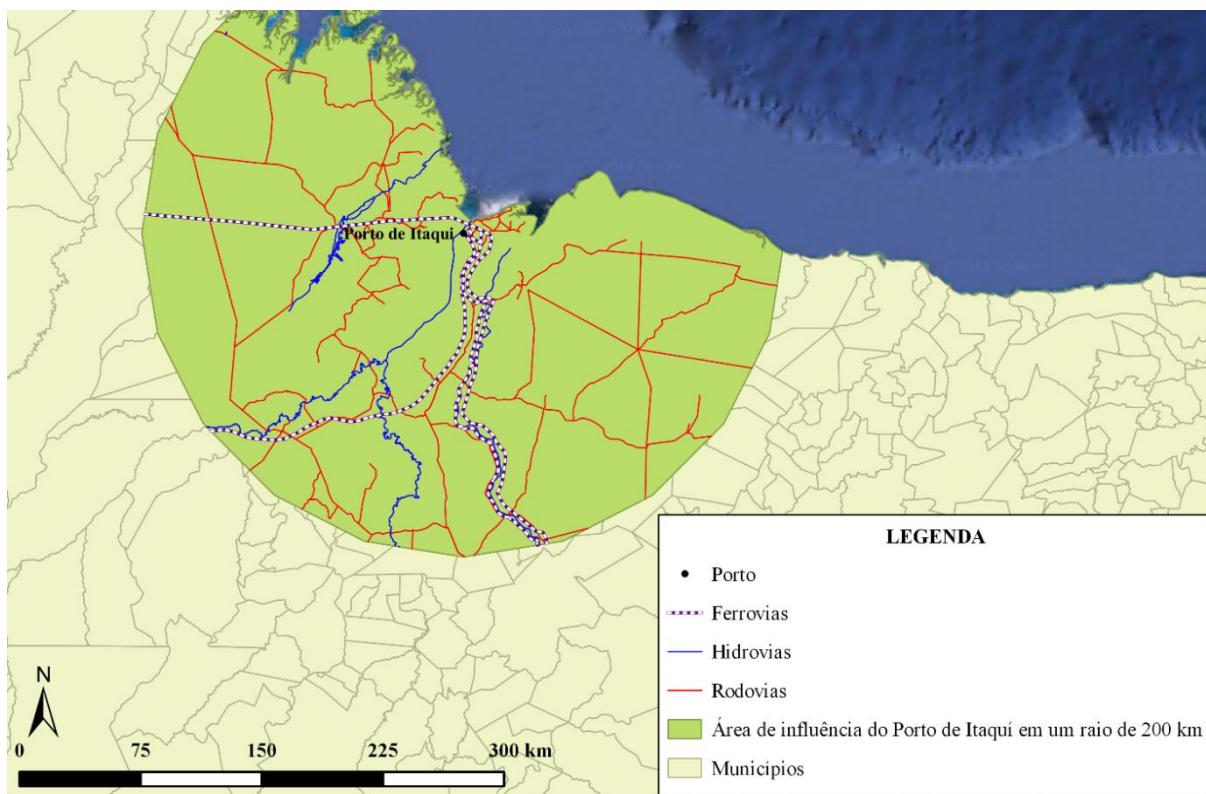 Porto de Itaqui
LEGENDA
Porto
Ferrovias
Hidrovias
Rodovias
Área de influência do Porto de Itaquí em um raio de 200 km
Municípios
N
0 75 150 225 300 km